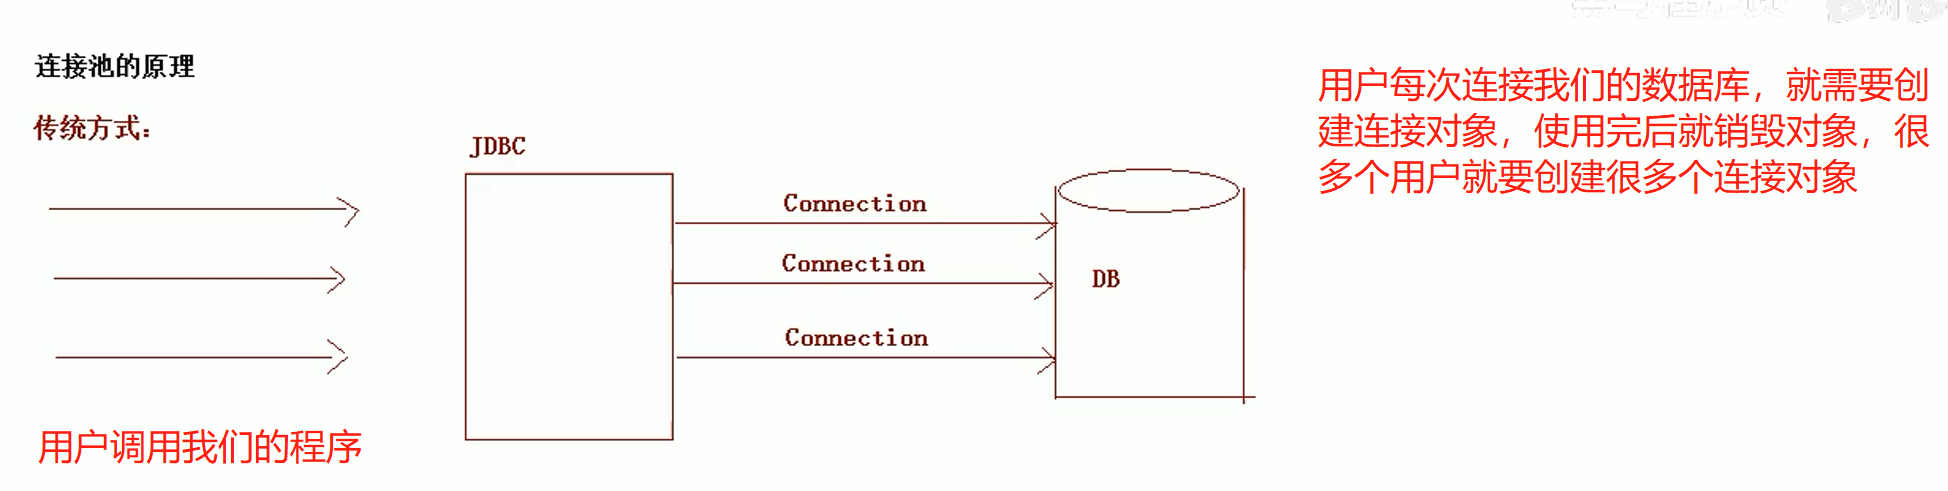 连接池的原理
传统方式：
JDBC
Connection
Connection
Connection
DB
用户调用我们的程序
用户每次连接我们的数据库，就需要创
建连接对象，使用完后就销毁对象，很
多个用户就要创建很多个连接对象